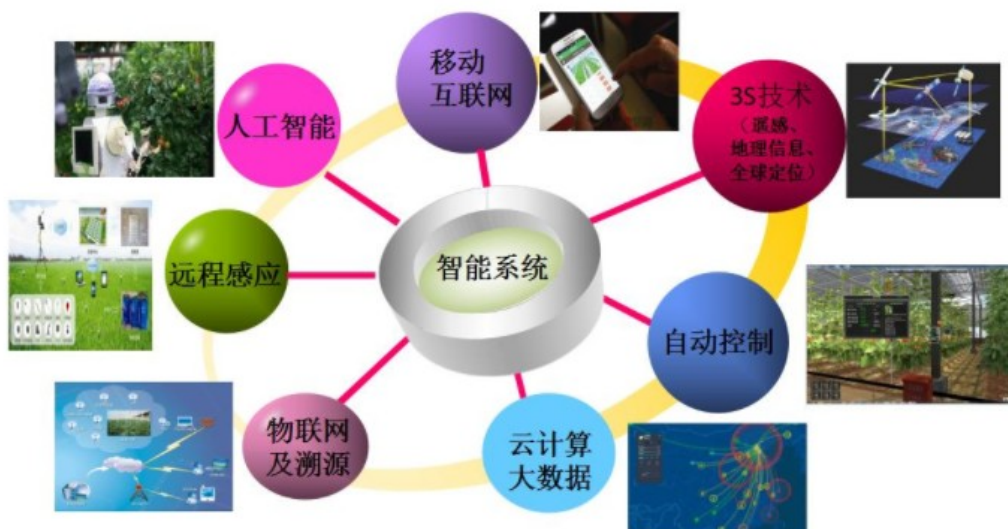 移动
互联网
人工智能
3S技术
（遥感、
地理信息、
全球定位）
远程感应
智能系统
自动控制
物联网
及溯源
云计算
大数据